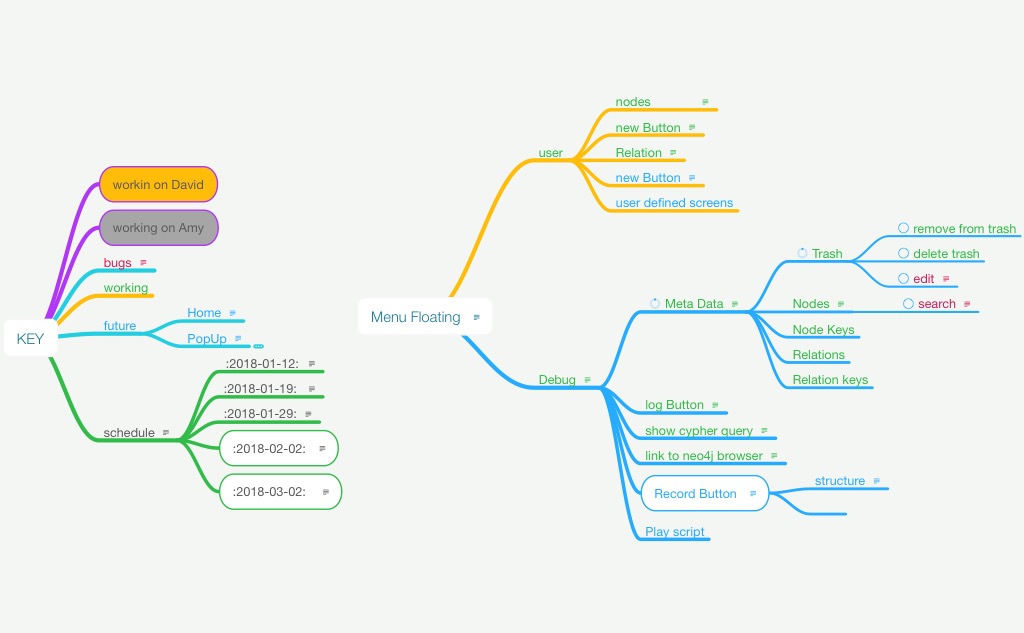 KEY
workin on David
working on Amy
bugs
working
future
Home
PopUp
schedule
:2018-01-12:
:2018-01-19:
:2018-01-29:
:2018-02-02:
:2018-03-02:
Menu Floating
user
nodes
new Button
Relation
new Button
user defined screens
Debug
Meta Data
Trash
remove from trash
delete trash
edit
Nodes
search
Node Keys
Relations
Relation keys
log Button
show cypher query
link to neo4j browser
Record Button
structure
Play script